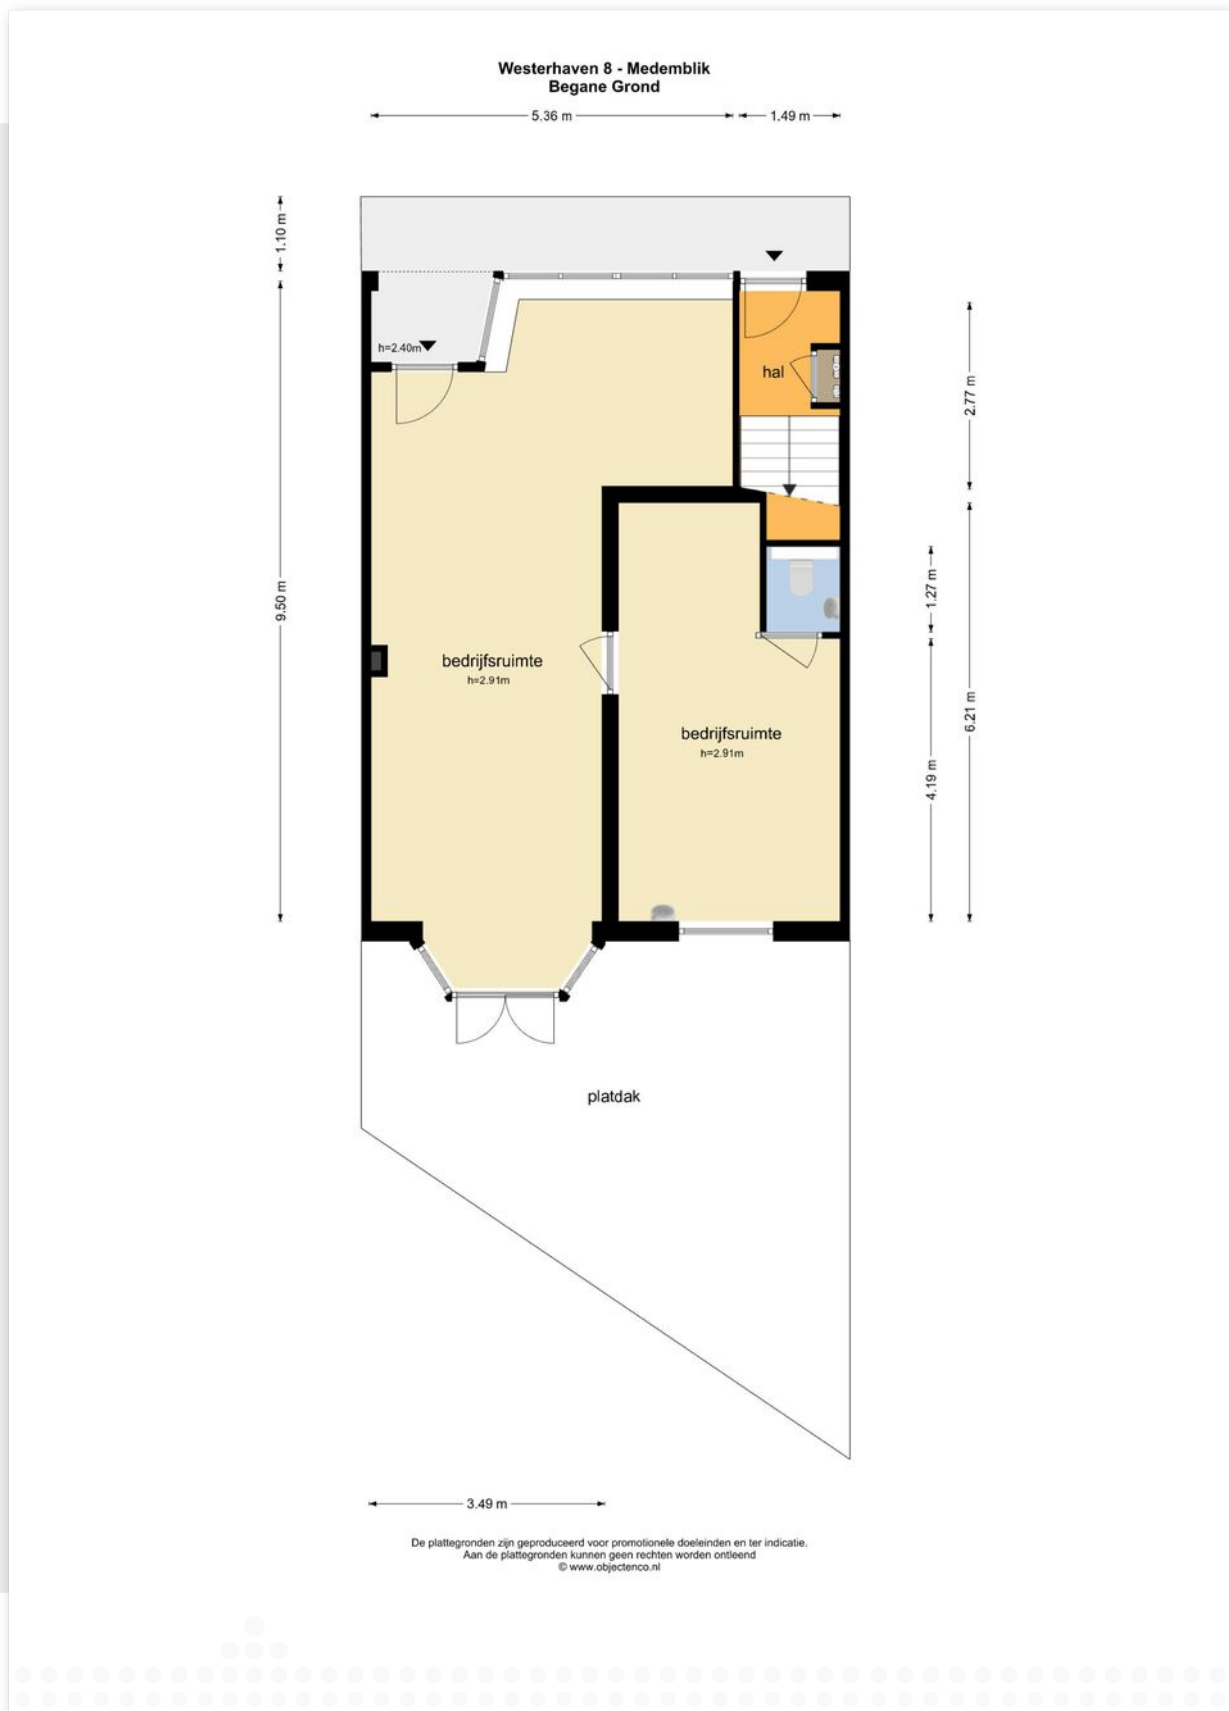 Westerhaven 8 - Medemblik
Begane Grond
5.36 m
1.49 m
1.10 m
h=2.40m
hal
2.77 m
9.50 m
1.27 m
bedrijfsruimte
h=2.91m
6.21 m
bedrijfsruimte
h=2.91m
4.19 m
platdak
3.49 m
De plattegronden zijn geproduceerd voor promotionele doeleinden en ter indicatie.
Aan de plattegronden kunnen geen rechten worden ontleend
© www.objectenco.nl